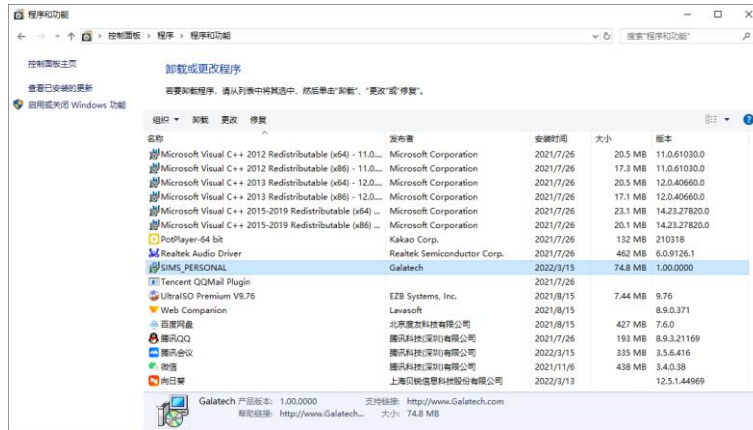 程序和功能
控制面板 > 程序 > 程序和功能
搜索"程序和功能"
控制面板主页
查看已安装的更新
启用或关闭 Windows 功能
卸载或更改程序
若要卸载程序，请从列表中将其选中，然后单击"卸载"、"更改"或"修复"。
组织 卸载 更改 修复
名称 发布者 安装时间 大小 版本
Microsoft Visual C++ 2012 Redistributable (x64) - 11.0.... Microsoft Corporation 2021/7/26 20.5 MB 11.0.61030.0
Microsoft Visual C++ 2012 Redistributable (x86) - 11.0.... Microsoft Corporation 2021/7/26 17.3 MB 11.0.61030.0
Microsoft Visual C++ 2013 Redistributable (x64) - 12.0.... Microsoft Corporation 2021/7/26 20.5 MB 12.0.40660.0
Microsoft Visual C++ 2013 Redistributable (x86) - 12.0.... Microsoft Corporation 2021/7/26 17.1 MB 12.0.40660.0
Microsoft Visual C++ 2015-2019 Redistributable (x64) ... Microsoft Corporation 2021/7/26 23.1 MB 14.23.27820.0
Microsoft Visual C++ 2015-2019 Redistributable (x86) ... Microsoft Corporation 2021/7/26 20.1 MB 14.23.27820.0
PotPlayer-64 bit Kakao Corp. 2021/7/26 132 MB 210318
Realtek Audio Driver Realtek Semiconductor Corp. 2021/7/26 462 MB 6.0.9126.1
SIMS_PERSONAL Galatech 2022/3/15 74.8 MB 1.00.0000
Tencent QQMail Plugin 2021/7/26
UltraISO Premium V9.76 EZB Systems, Inc. 2021/8/15 7.44 MB 9.76
Web Companion Lavasoft 2021/8/15 8.9.0.371
百度网盘 北京度友科技有限公司 2021/8/15 427 MB 7.6.0
腾讯QQ 腾讯科技(深圳)有限公司 2021/7/26 193 MB 8.9.3.21169
腾讯会议 腾讯科技(深圳)有限公司 2022/3/15 335 MB 3.5.6.416
微信 腾讯科技(深圳)有限公司 2021/11/6 438 MB 3.4.0.38
向日葵 上海贝锐信息科技股份有限公司 2022/3/13 12.5.1.44969
Galatech 产品版本: 1.00.0000 支持链接: http://www.Galatech.com
帮助链接: http://www.Galatech... 大小: 74.8 MB